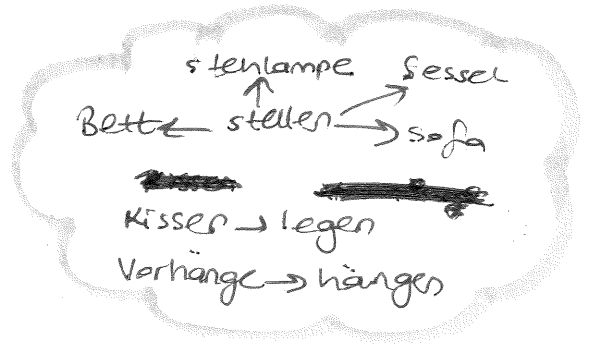 stehlampe Sessel
Bett ← stellen → sofa
Kissen → legen
Vorhänge → hängen